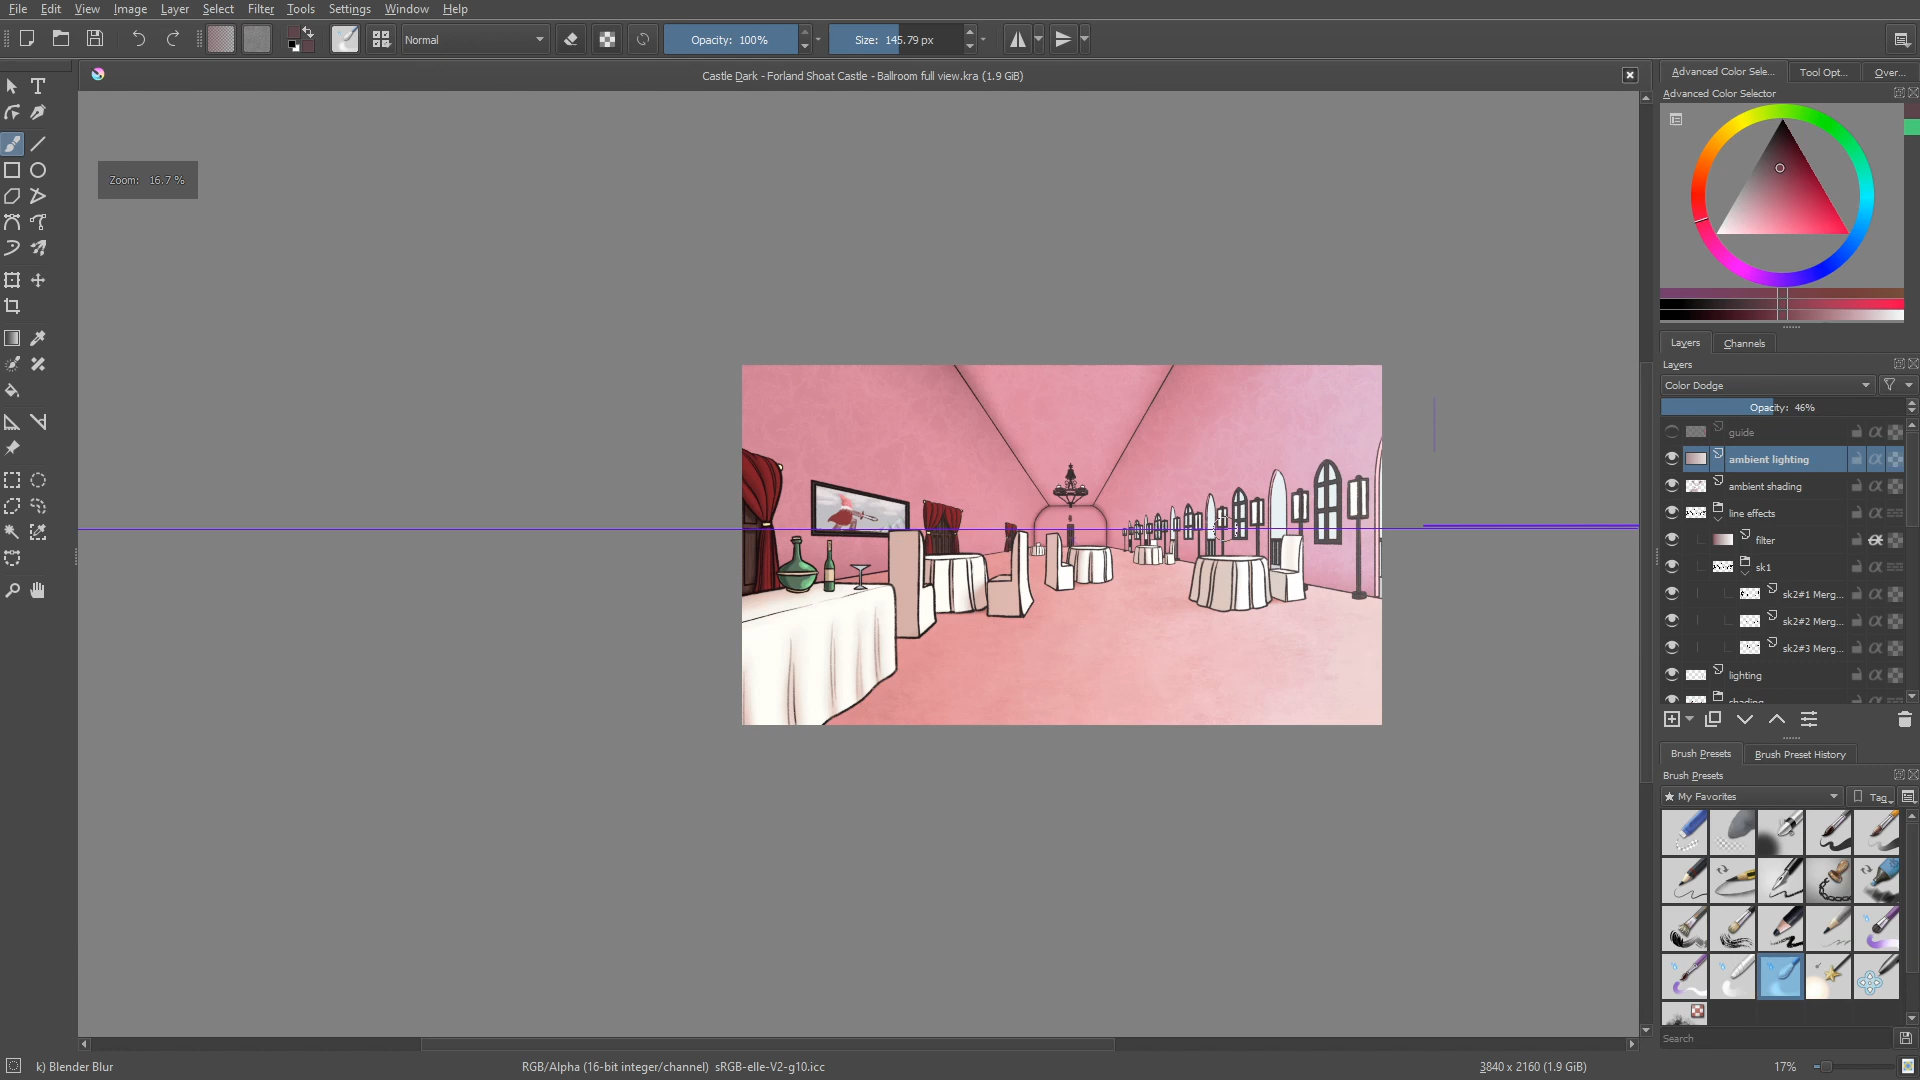 File Edit View Image Layer Select Filter Tools Settings Window Help
Normal
Opacity: 100%
Size: 145.79 px
Castle Dark - Forland Shoat Castle - Ballroom full view.kra (1.9 GiB)
Zoom: 16.7 %
Advanced Color Sele... Tool Opt... Over...
Advanced Color Selector
Layers Channels
Layers
Color Dodge
Opacity: 46%
guide
ambient lighting
ambient shading
line effects
filter
sk1
sk2#1 Merg...
sk2#2 Merg...
sk2#3 Merg...
lighting
shading
Brush Presets Brush Preset History
Brush Presets
★ My Favorites Tag
Search
k) Blender Blur
RGB/Alpha (16-bit integer/channel) sRGB-elle-V2-g10.icc
3840 x 2160 (1.9 GiB)
17%